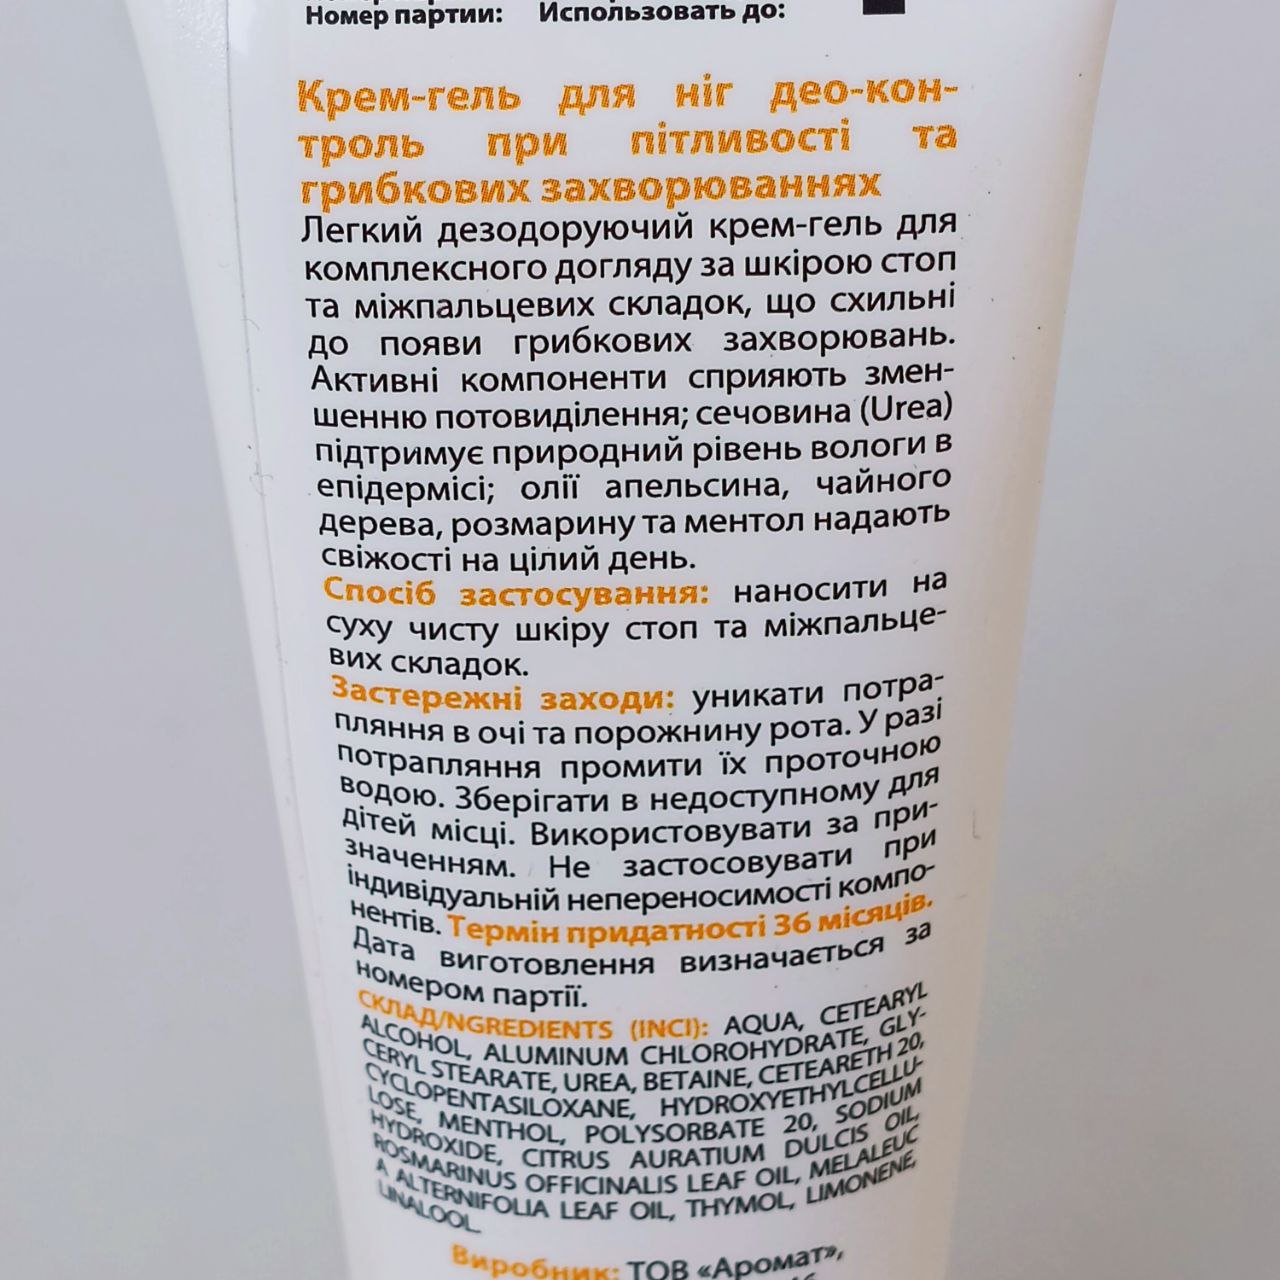 Номер партии: Использовать до:
Крем-гель для ніг део-кон-
троль при пітливості та
грибкових захворюваннях
Легкий дезодоруючий крем-гель для
комплексного догляду за шкірою стоп
та міжпальцевих складок, що схильні
до появи грибкових захворювань.
Активні компоненти сприяють змен-
шенню потовиділення; сечовина (Urea)
підтримує природний рівень вологи в
епідермісі; олії апельсина, чайного
дерева, розмарину та ментол надають
свіжості на цілий день.
Спосіб застосування: наносити на
суху чисту шкіру стоп та міжпальце-
вих складок.
Застережні заходи: уникати потра-
пляння в очі та порожнину рота. У разі
потрапляння промити їх проточною
водою. Зберігати в недоступному для
дітей місці. Використовувати за при-
значенням. Не застосовувати при
індивідуальній непереносимості компо-
нентів. Термін придатності 36 місяців.
Дата виготовлення визначається за
номером партії.
СКЛАД/NGREDIENTS (INCI): AQUA, CETEARYL
ALCOHOL, ALUMINUM CHLOROHYDRATE, GLY-
CERYL STEARATE, UREA, BETAINE, CETEARETH 20,
CYCLOPENTASILOXANE, HYDROXYETHYLCELLU-
LOSE, MENTHOL, POLYSORBATE 20, SODIUM
HYDROXIDE, CITRUS AURATIUM DULCIS OIL,
ROSMARINUS OFFICINALIS LEAF OIL, MELALEUC
A ALTERNIFOLIA LEAF OIL, THYMOL, LIMONENE,
LINALOOL.
Виробник: ТОВ «Аромат»,